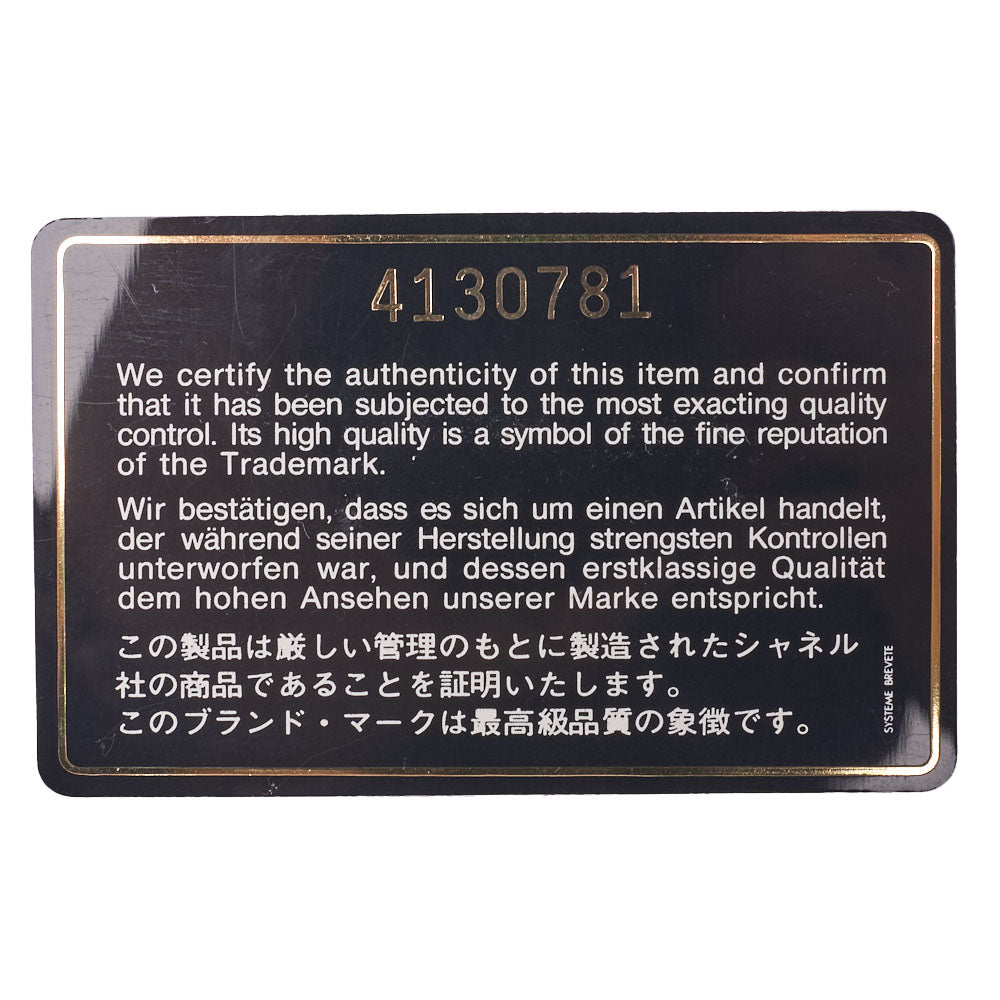 4130781
We certify the authenticity of this item and confirm
that it has been subjected to the most exacting quality
control. Its high quality is a symbol of the fine reputation
of the Trademark.
Wir bestätigen, dass es sich um einen Artikel handelt,
der während seiner Herstellung strengsten Kontrollen
unterworfen war, und dessen erstklassige Qualität
dem hohen Ansehen unserer Marke entspricht.
この製品は厳しい管理のもとに製造されたシャネル
社の商品であることを証明いたします。
このブランド・マークは最高級品質の象徴です。
SYSTEME BREVETE